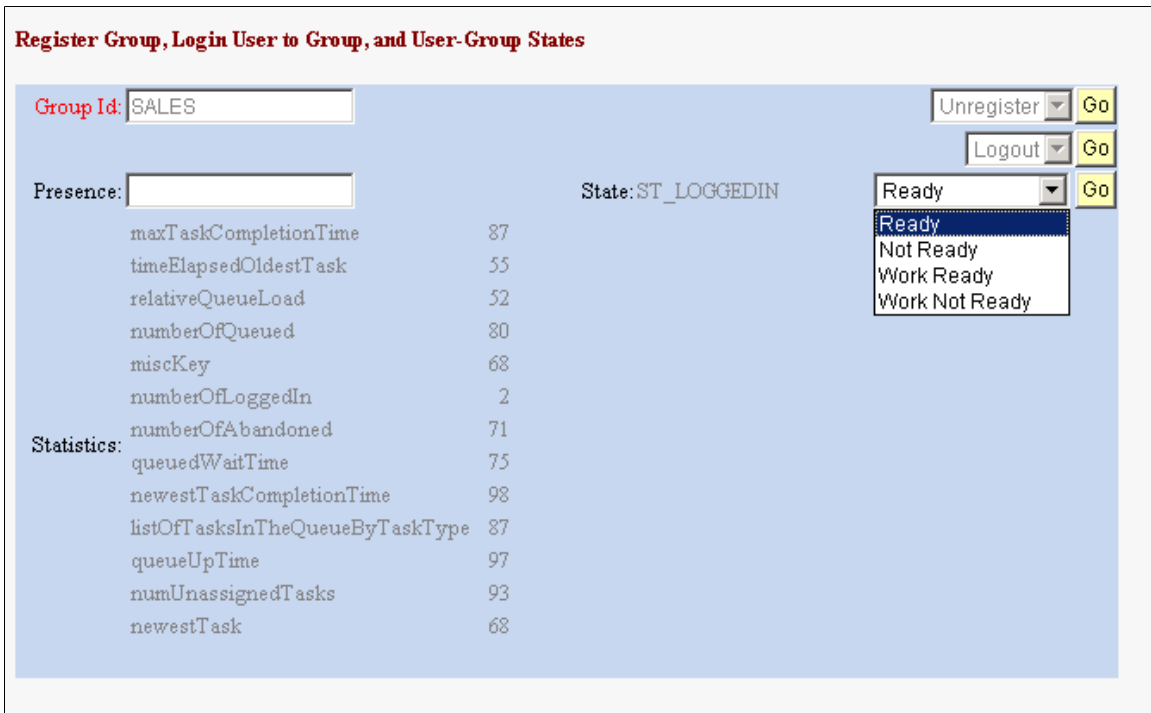 Register Group, Login User to Group, and User-Group States
Group Id: SALES Unregister Go
Logout Go
Presence: State: ST_LOGGEDIN Ready Go
Ready
Not Ready
Work Ready
Work Not Ready
Statistics:
maxTaskCompletionTime 87
timeElapsedOldestTask 55
relativeQueueLoad 52
numberOfQueued 80
miscKey 68
numberOfLoggedIn 2
numberOfAbandoned 71
queuedWaitTime 75
newestTaskCompletionTime 98
listOfTasksInTheQueueByTaskType 87
queueUpTime 97
numUnassignedTasks 93
newestTask 68